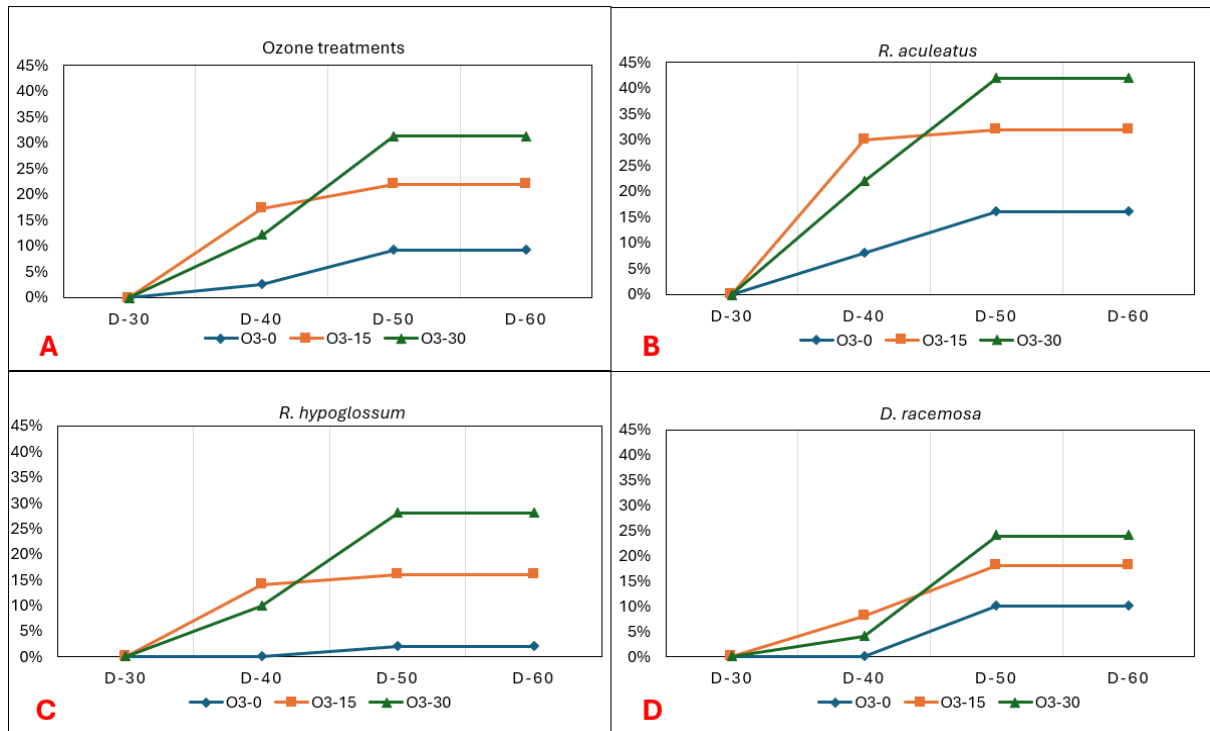 Ozone treatments
45%
40%
35%
30%
25%
20%
15%
10%
5%
0%
D-30 D-40 D-50 D-60
O3-0 O3-15 O3-30
A
R. aculeatus
45%
40%
35%
30%
25%
20%
15%
10%
5%
0%
D-30 D-40 D-50 D-60
O3-0 O3-15 O3-30
B
R. hypoglossum
45%
40%
35%
30%
25%
20%
15%
10%
5%
0%
D-30 D-40 D-50 D-60
O3-0 O3-15 O3-30
C
D. racemosa
45%
40%
35%
30%
25%
20%
15%
10%
5%
0%
D-30 D-40 D-50 D-60
O3-0 O3-15 O3-30
D